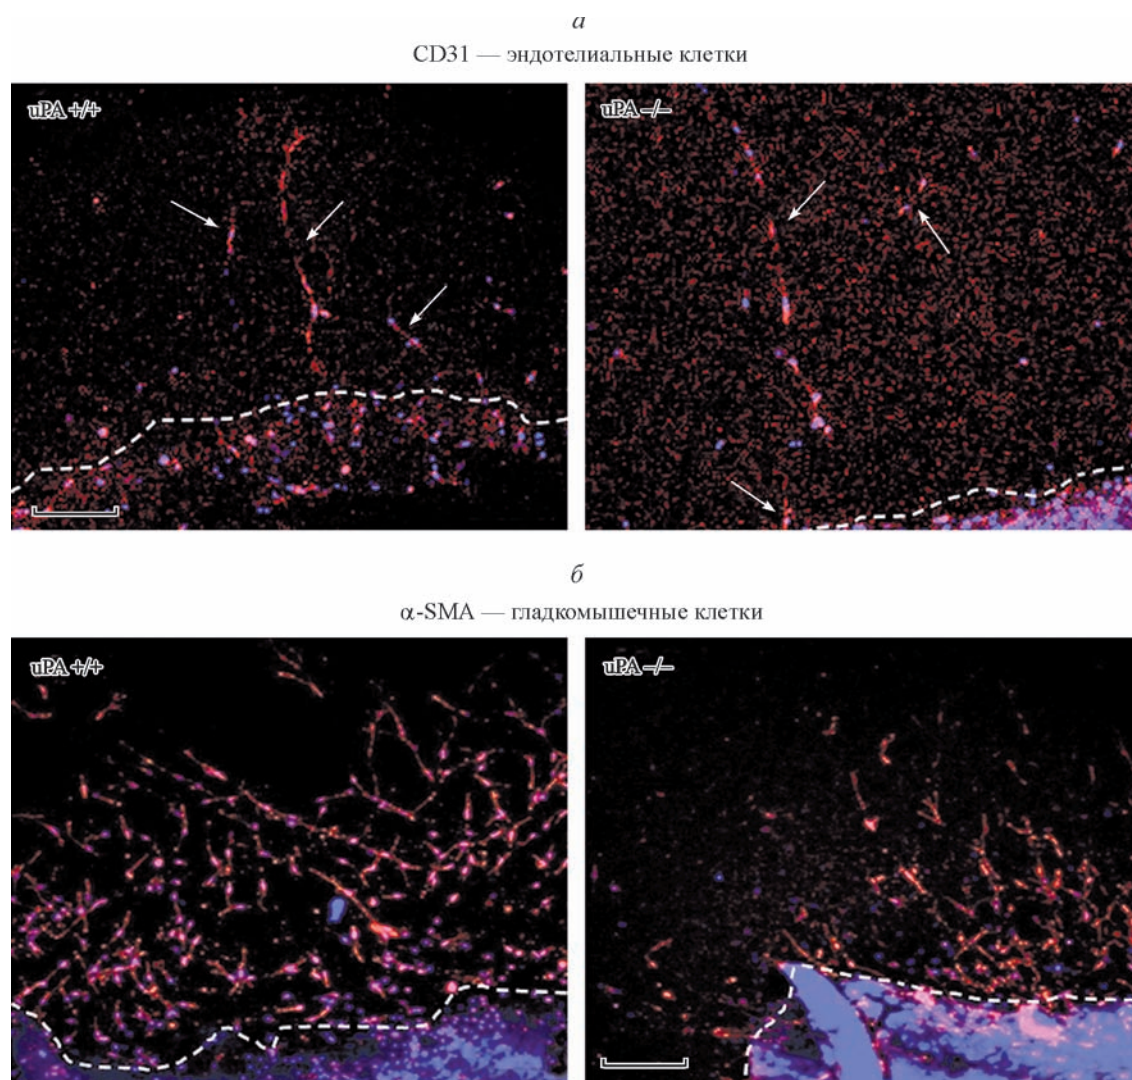 а
CD31 — эндотелиальные клетки
uPA +/+
uPA –/–
б
α-SMA — гладкомышечные клетки
uPA +/+
uPA –/–